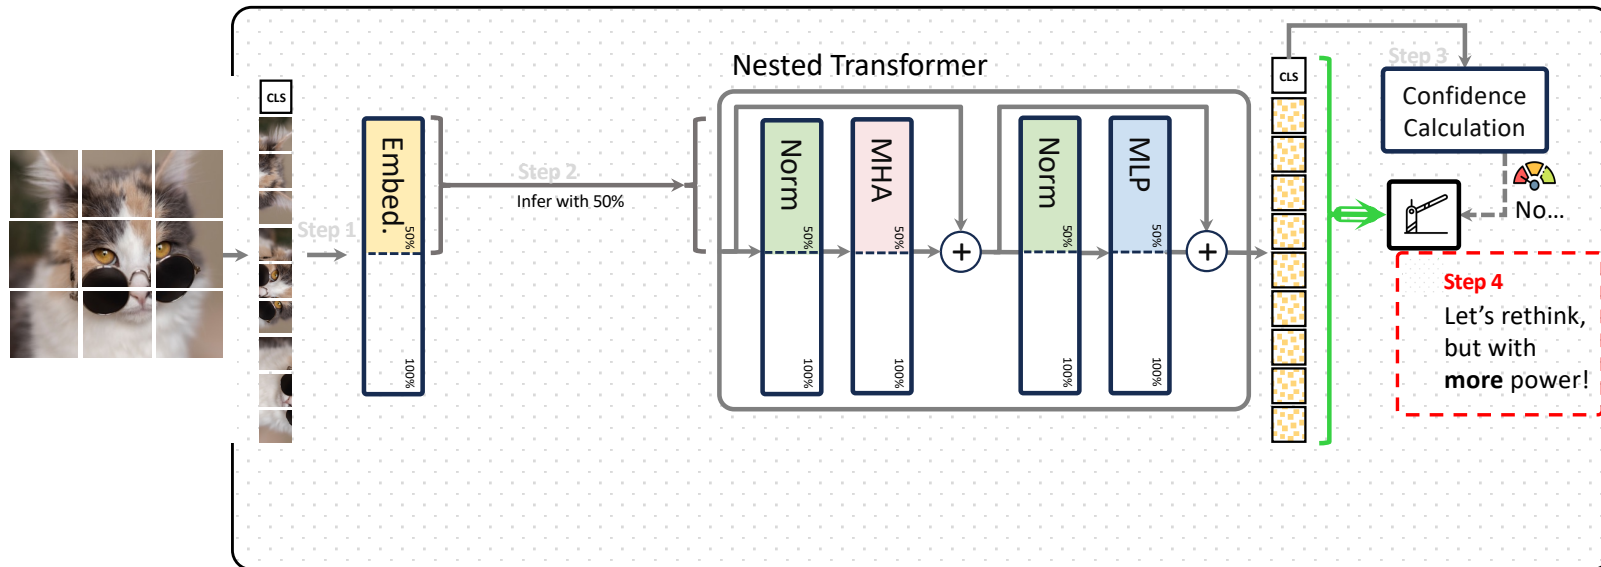 Nested Transformer
CLS
Step 1
Embed.
50%
100%
Step 2
Infer with 50%
Norm
50%
100%
MHA
50%
100%
+
Norm
50%
100%
MLP
50%
100%
+
CLS
Step 3
Confidence
Calculation
No...
Step 4
Let's rethink,
but with
more power!